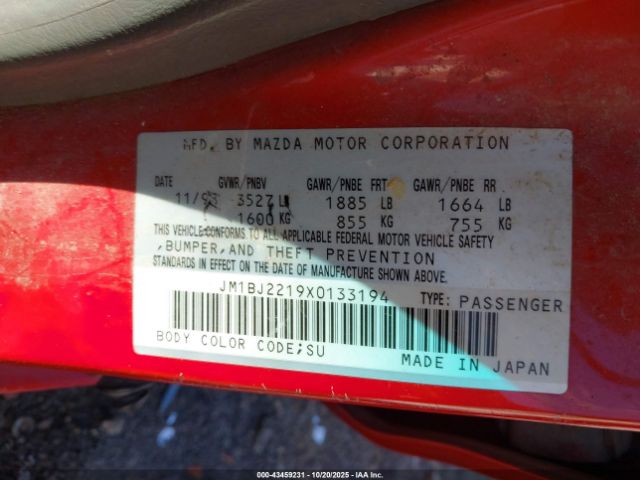 MFD. BY MAZDA MOTOR CORPORATION
DATE GVWR/PNBV GAWR/PNBE FRT GAWR/PNBE RR
3527 LB 1885 LB 1664 LB
1600 KG 855 KG 755 KG
THIS VEHICLE CONFORMS TO ALL APPLICABLE FEDERAL MOTOR VEHICLE SAFETY
,BUMPER,AND THEFT PREVENTION
STANDARDS IN EFFECT ON THE DATE OF MANUFACTURE SHOWN ABOVE.
JM1BJ2219X0133194 TYPE: PASSENGER
BODY COLOR CODE;SU MADE IN JAPAN
000-43459231 - 10/20/2025 - IAA Inc.